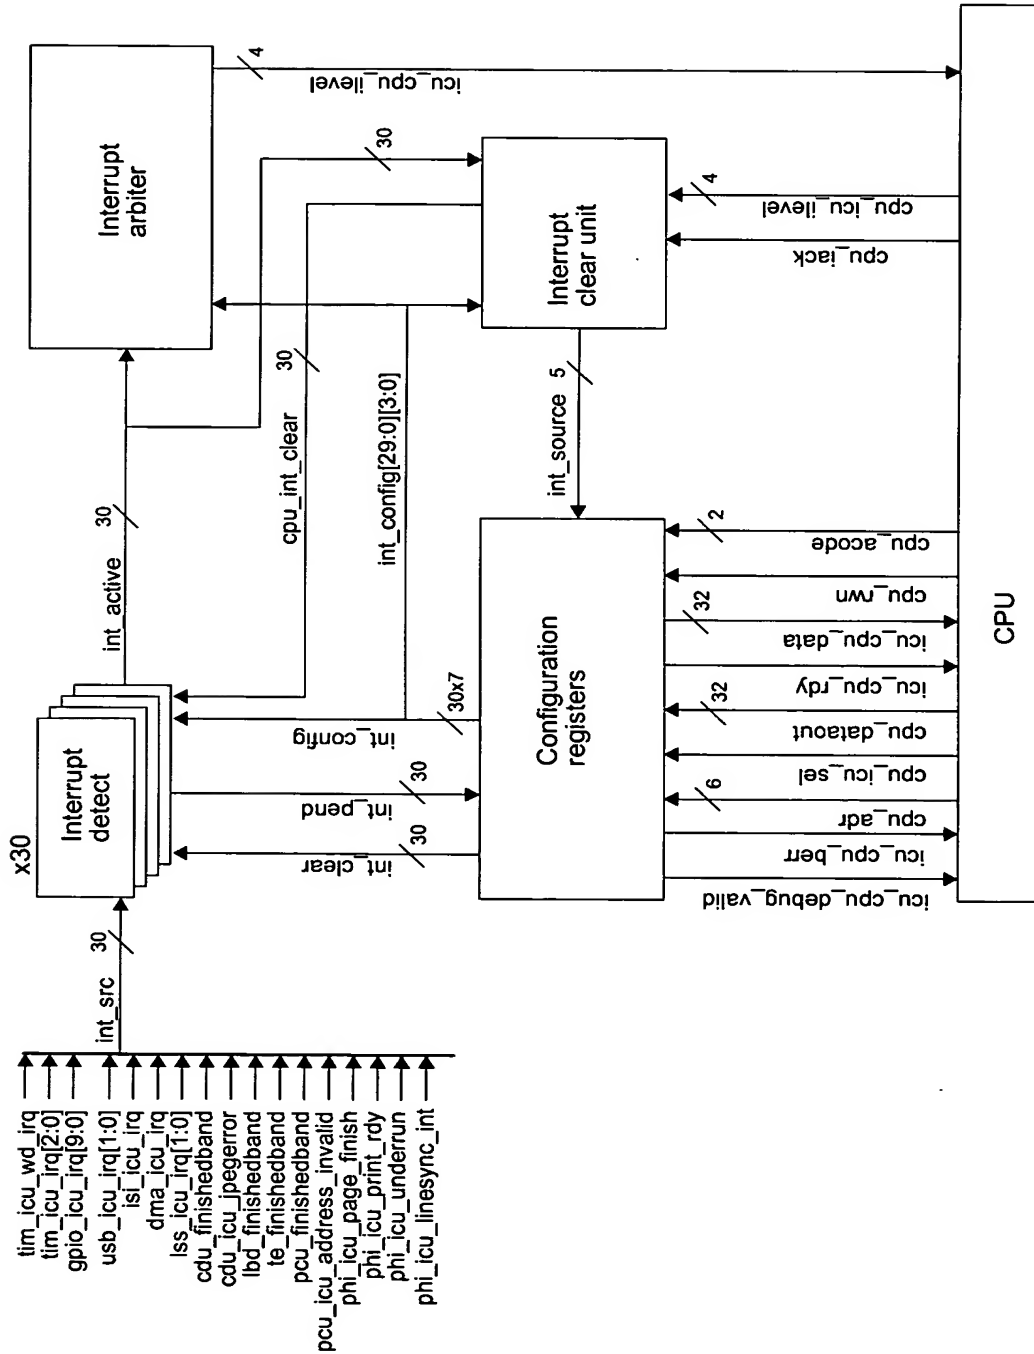 tim_icu_wd_irq
tim_icu_irq[2:0]
gpio_icu_irq[9:0]
usb_icu_irq[1:0]
isi_icu_irq
dma_icu_irq
lss_icu_irq[1:0]
cdu_finishedband
cdu_icu_jpegerror
lbd_finishedband
te_finishedband
pcu_finishedband
pcu_icu_address_invalid
phi_icu_page_finish
phi_icu_print_rdy
phi_icu_underrun
phi_icu_linesync_int
int_src
30
x30
Interrupt
detect
int_active
30
Interrupt
arbiter
4
icu_cpu_ilevel
30
cpu_int_clear
30
int_config[29:0][3:0]
int_clear
30
int_pend
30
int_config
30x7
Configuration
registers
int_source
5
Interrupt
clear unit
cpu_iack
cpu_icu_ilevel
4
icu_cpu_debug_valid
icu_cpu_berr
cpu_adr
6
cpu_icu_sel
cpu_dataout
32
icu_cpu_rdy
icu_cpu_data
32
cpu_rwn
cpu_acode
2
CPU